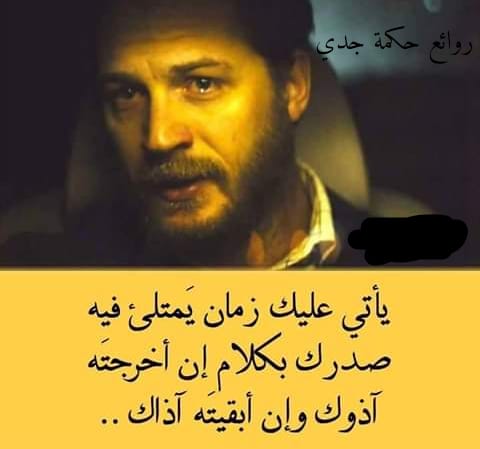 روائع حكمة جدي
يأتي عليك زمان يَمتلئ فيه
صدرك بكلام إن أخرجتَه
آذوك وإن أبقيتَه آذاك ..